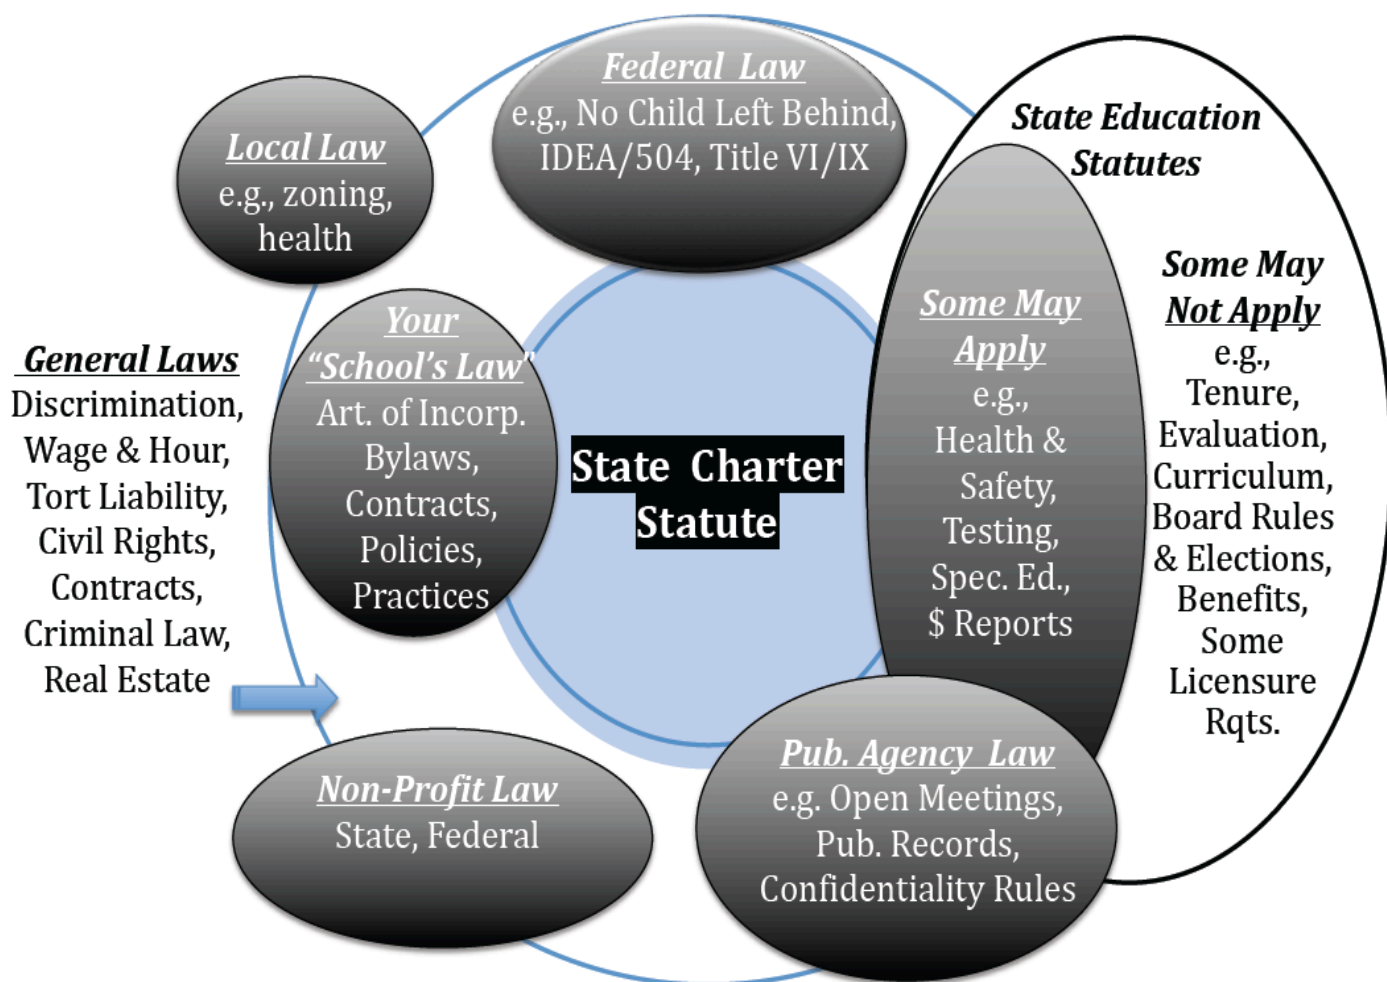 Federal Law
e.g., No Child Left Behind,
IDEA/504, Title VI/IX
Local Law
e.g., zoning,
health
State Education
Statutes
Your
“School’s Law”
Art. of Incorp.
Bylaws,
Contracts,
Policies,
Practices
General Laws
Discrimination,
Wage & Hour,
Tort Liability,
Civil Rights,
Contracts,
Criminal Law,
Real Estate
State Charter
Statute
Some May
Apply
e.g.,
Health &
Safety,
Testing,
Spec. Ed.,
$ Reports
Some May
Not Apply
e.g.,
Tenure,
Evaluation,
Curriculum,
Board Rules
& Elections,
Benefits,
Some
Licensure
Rqts.
Non-Profit Law
State, Federal
Pub. Agency Law
e.g. Open Meetings,
Pub. Records,
Confidentiality Rules